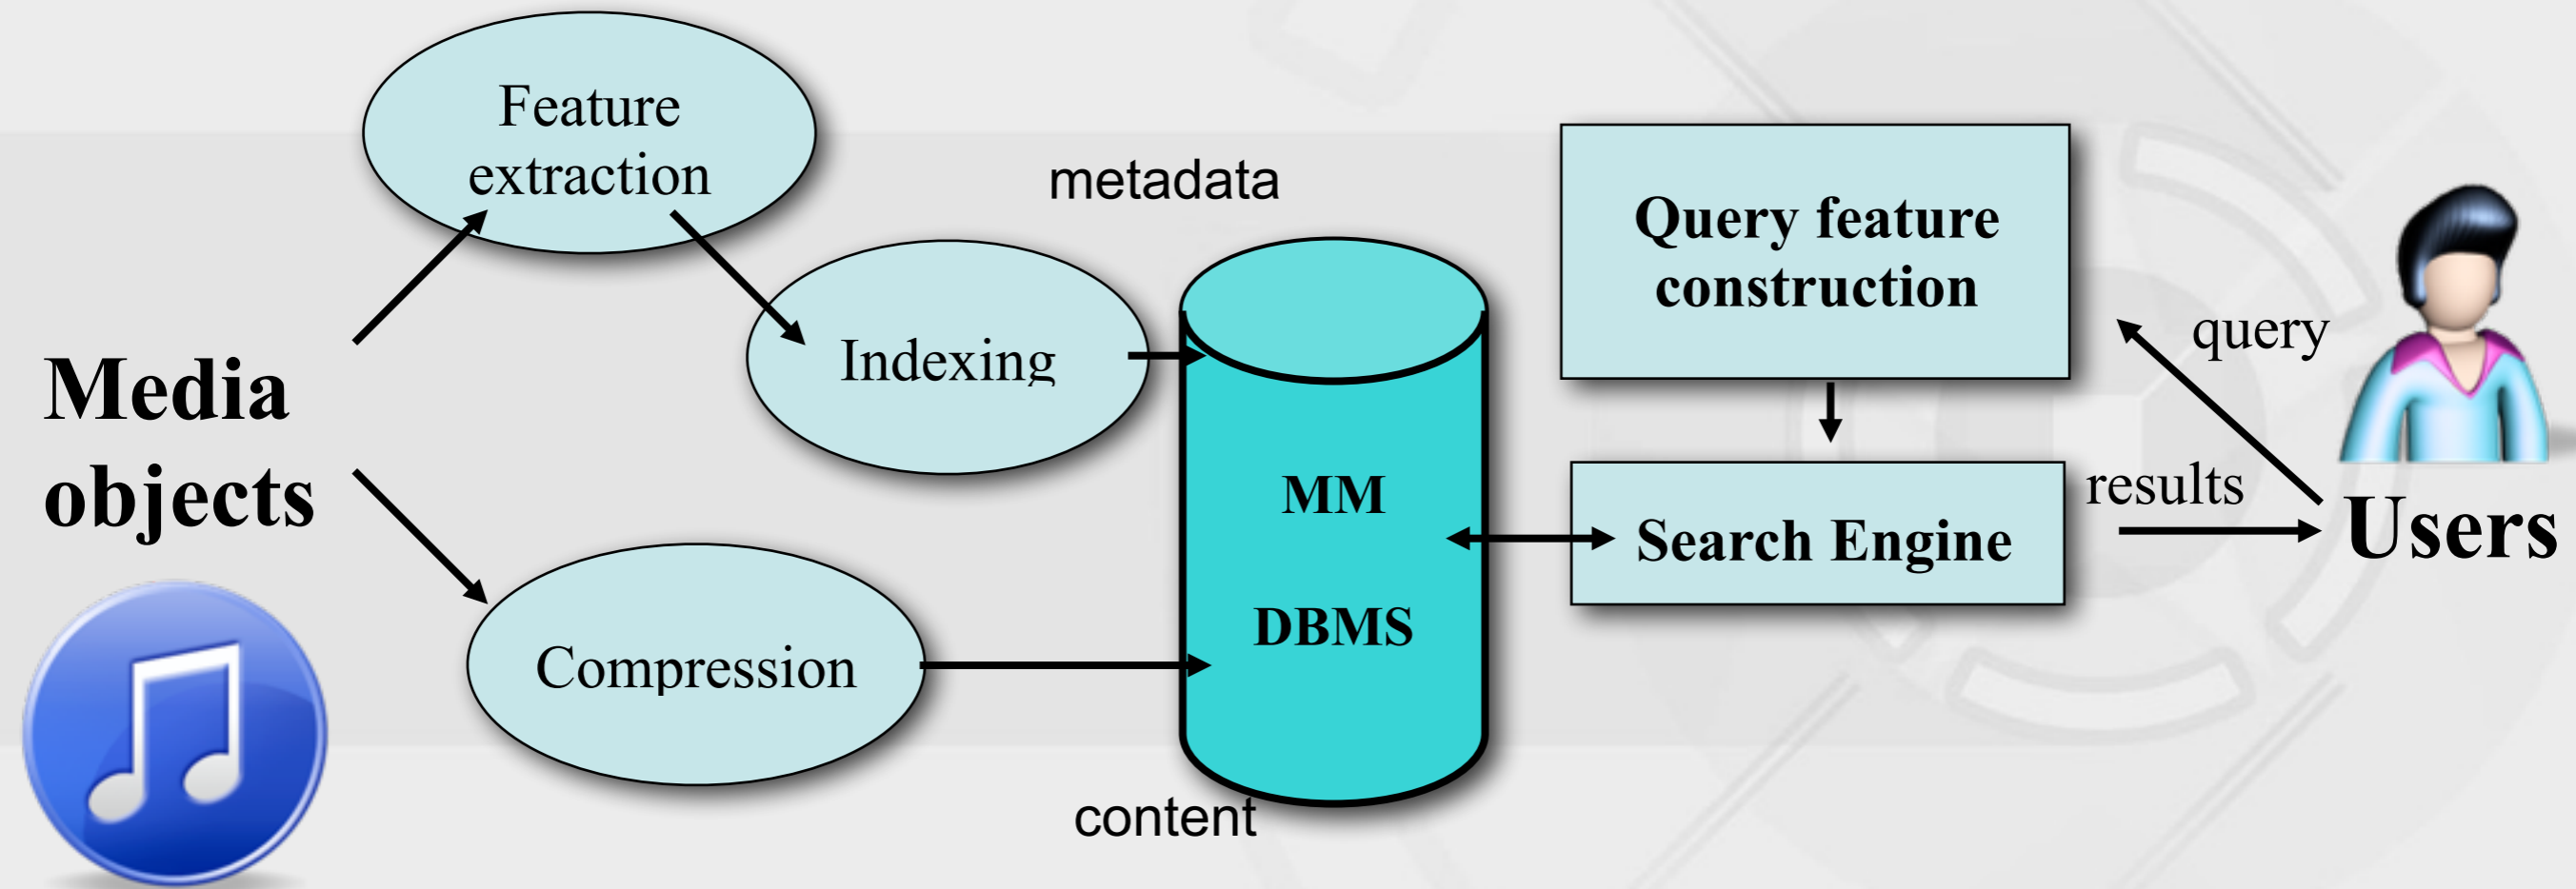 Feature
extraction
metadata
Indexing
Media
objects
Compression
content
MM
DBMS
Query feature
construction
query
results
Search Engine
Users